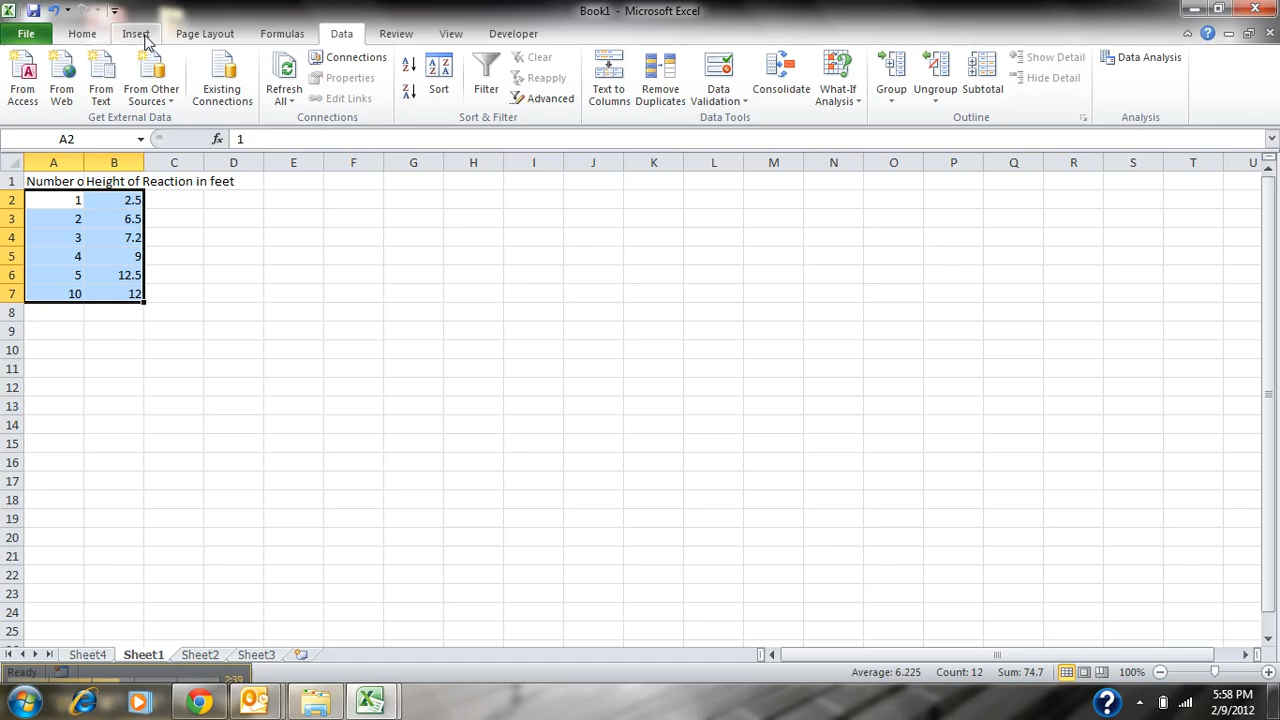 Book1 - Microsoft Excel
File Home Insert Page Layout Formulas Data Review View Developer
From Access
From Web
From Text
From Other Sources
Existing Connections
Get External Data
Refresh All
Connections
Properties
Edit Links
Connections
Sort
Filter
Clear
Reapply
Advanced
Sort & Filter
Text to Columns
Remove Duplicates
Data Validation
Consolidate
What-If Analysis
Data Tools
Group
Ungroup
Subtotal
Show Detail
Hide Detail
Outline
Data Analysis
Analysis
A2 fx 1
A B C D E F G H I J K L M N O P Q R S T U
1 Number o Height of Reaction in feet
2 1 2.5
3 2 6.5
4 3 7.2
5 4 9
6 5 12.5
7 10 12
8
9
10
11
12
13
14
15
16
17
18
19
20
21
22
23
24
25
Sheet4 Sheet1 Sheet2 Sheet3
Ready 2:39 Average: 6.225 Count: 12 Sum: 74.7 100%
5:58 PM
2/9/2012